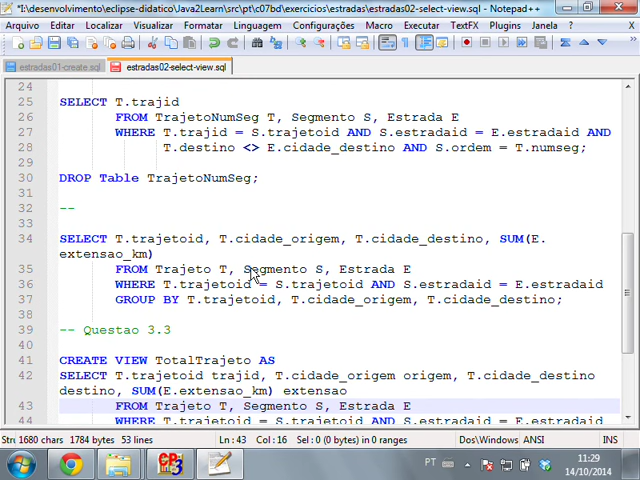 *I:\desenvolvimento\eclipse-didatico\Java2Learn\src\pt\c07bd\exercicios\estradas\estradas02-select-view.sql - Notepad++
Arquivo Editar Localizar Visualizar Formatar Linguagem Configurações Macro Executar TextFX Plugins Janela ? X
estradas01-create.sql estradas02-select-view.sql
24
25 SELECT T.trajid
26 FROM TrajetoNumSeg T, Segmento S, Estrada E
27 WHERE T.trajid = S.trajetoid AND S.estradaid = E.estradaid AND
28 T.destino <> E.cidade_destino AND S.ordem = T.numseg;
29
30 DROP Table TrajetoNumSeg;
31
32 --
33
34 SELECT T.trajetoid, T.cidade_origem, T.cidade_destino, SUM(E.
extensao_km)
35 FROM Trajeto T, Segmento S, Estrada E
36 WHERE T.trajetoid = S.trajetoid AND S.estradaid = E.estradaid
37 GROUP BY T.trajetoid, T.cidade_origem, T.cidade_destino;
38
39 -- Questao 3.3
40
41 CREATE VIEW TotalTrajeto AS
42 SELECT T.trajetoid trajid, T.cidade_origem origem, T.cidade_destino
destino, SUM(E.extensao_km) extensao
43 FROM Trajeto T, Segmento S, Estrada E
44 WHERE T.trajetoid = S.trajetoid AND S.estradaid = E.estradaid
Stri 1680 chars 1784 bytes 53 lines Ln : 43 Col : 16 Sel : 0 (0 bytes) in 0 ranges Dos\Windows ANSI INS
PT 11:29
14/10/2014